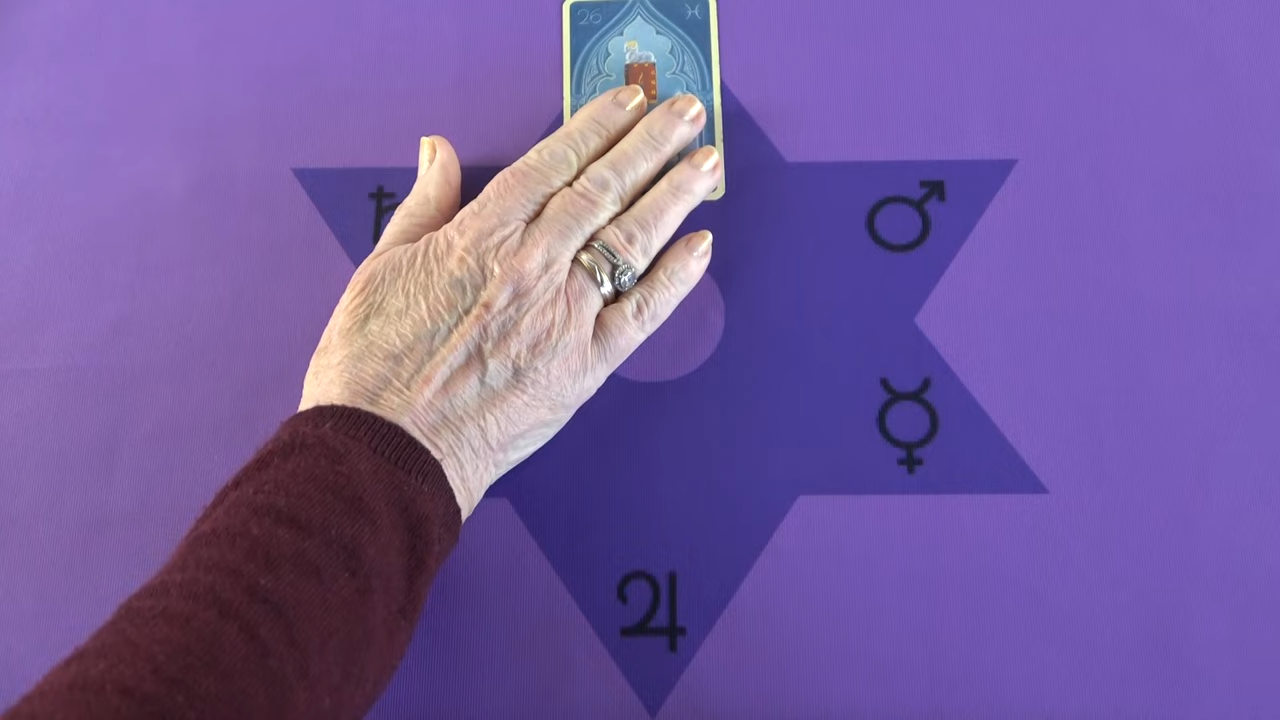 26 ♓
♄ ♂
☿
♃